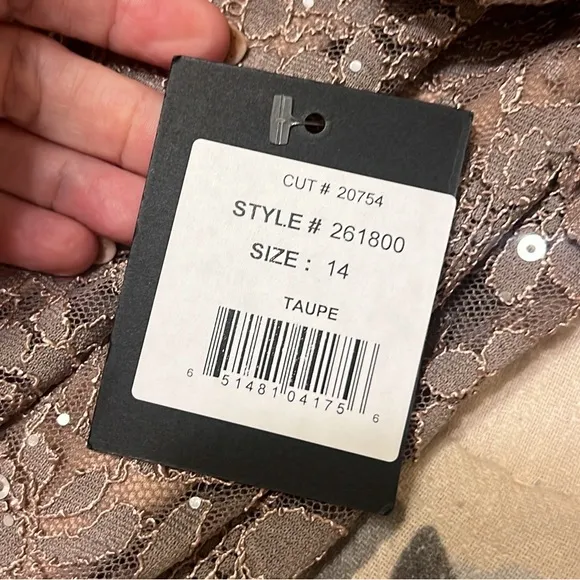 CUT # 20754
STYLE # 261800
SIZE : 14
TAUPE
6 51481 04175 6